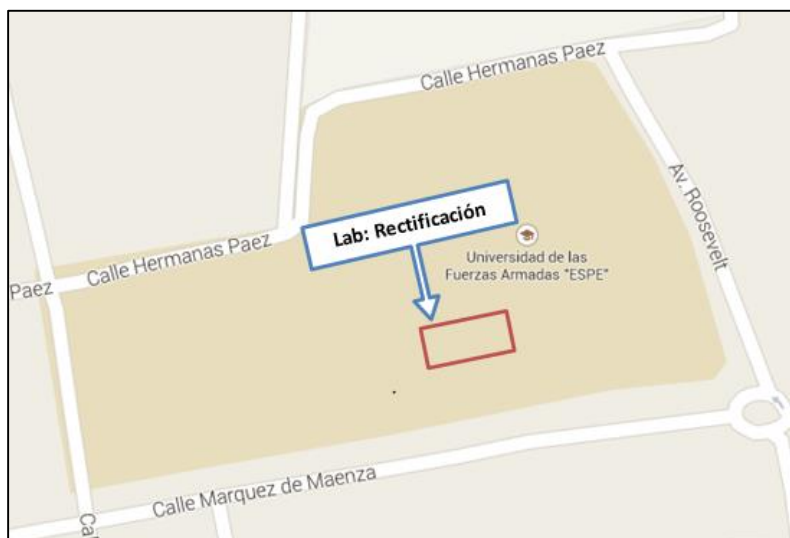 Calle Hermanas Paez
Av. Roosevelt
Lab: Rectificación
Universidad de las
Fuerzas Armadas "ESPE"
Calle Hermanas Paez
Paez
Calle Marquez de Maenza
Cal